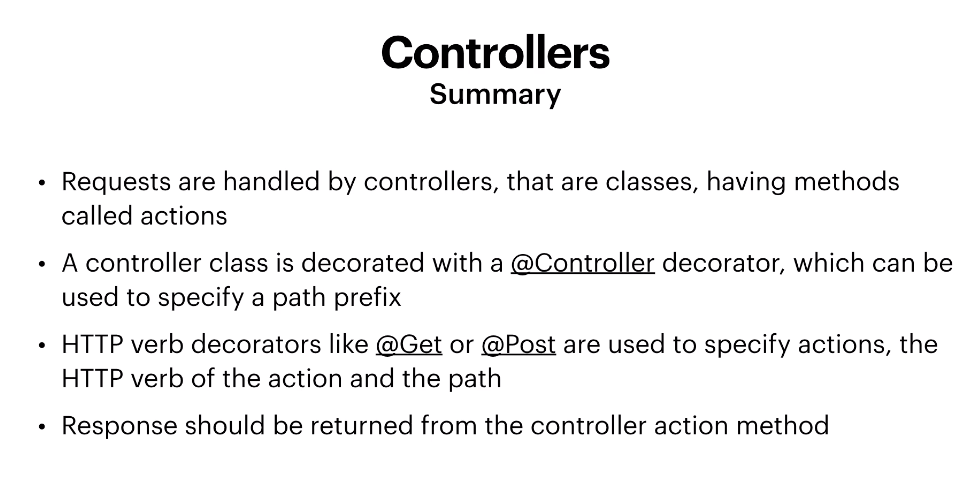 Controllers
Summary
• Requests are handled by controllers, that are classes, having methods
called actions
• A controller class is decorated with a @Controller decorator, which can be
used to specify a path prefix
• HTTP verb decorators like @Get or @Post are used to specify actions, the
HTTP verb of the action and the path
• Response should be returned from the controller action method